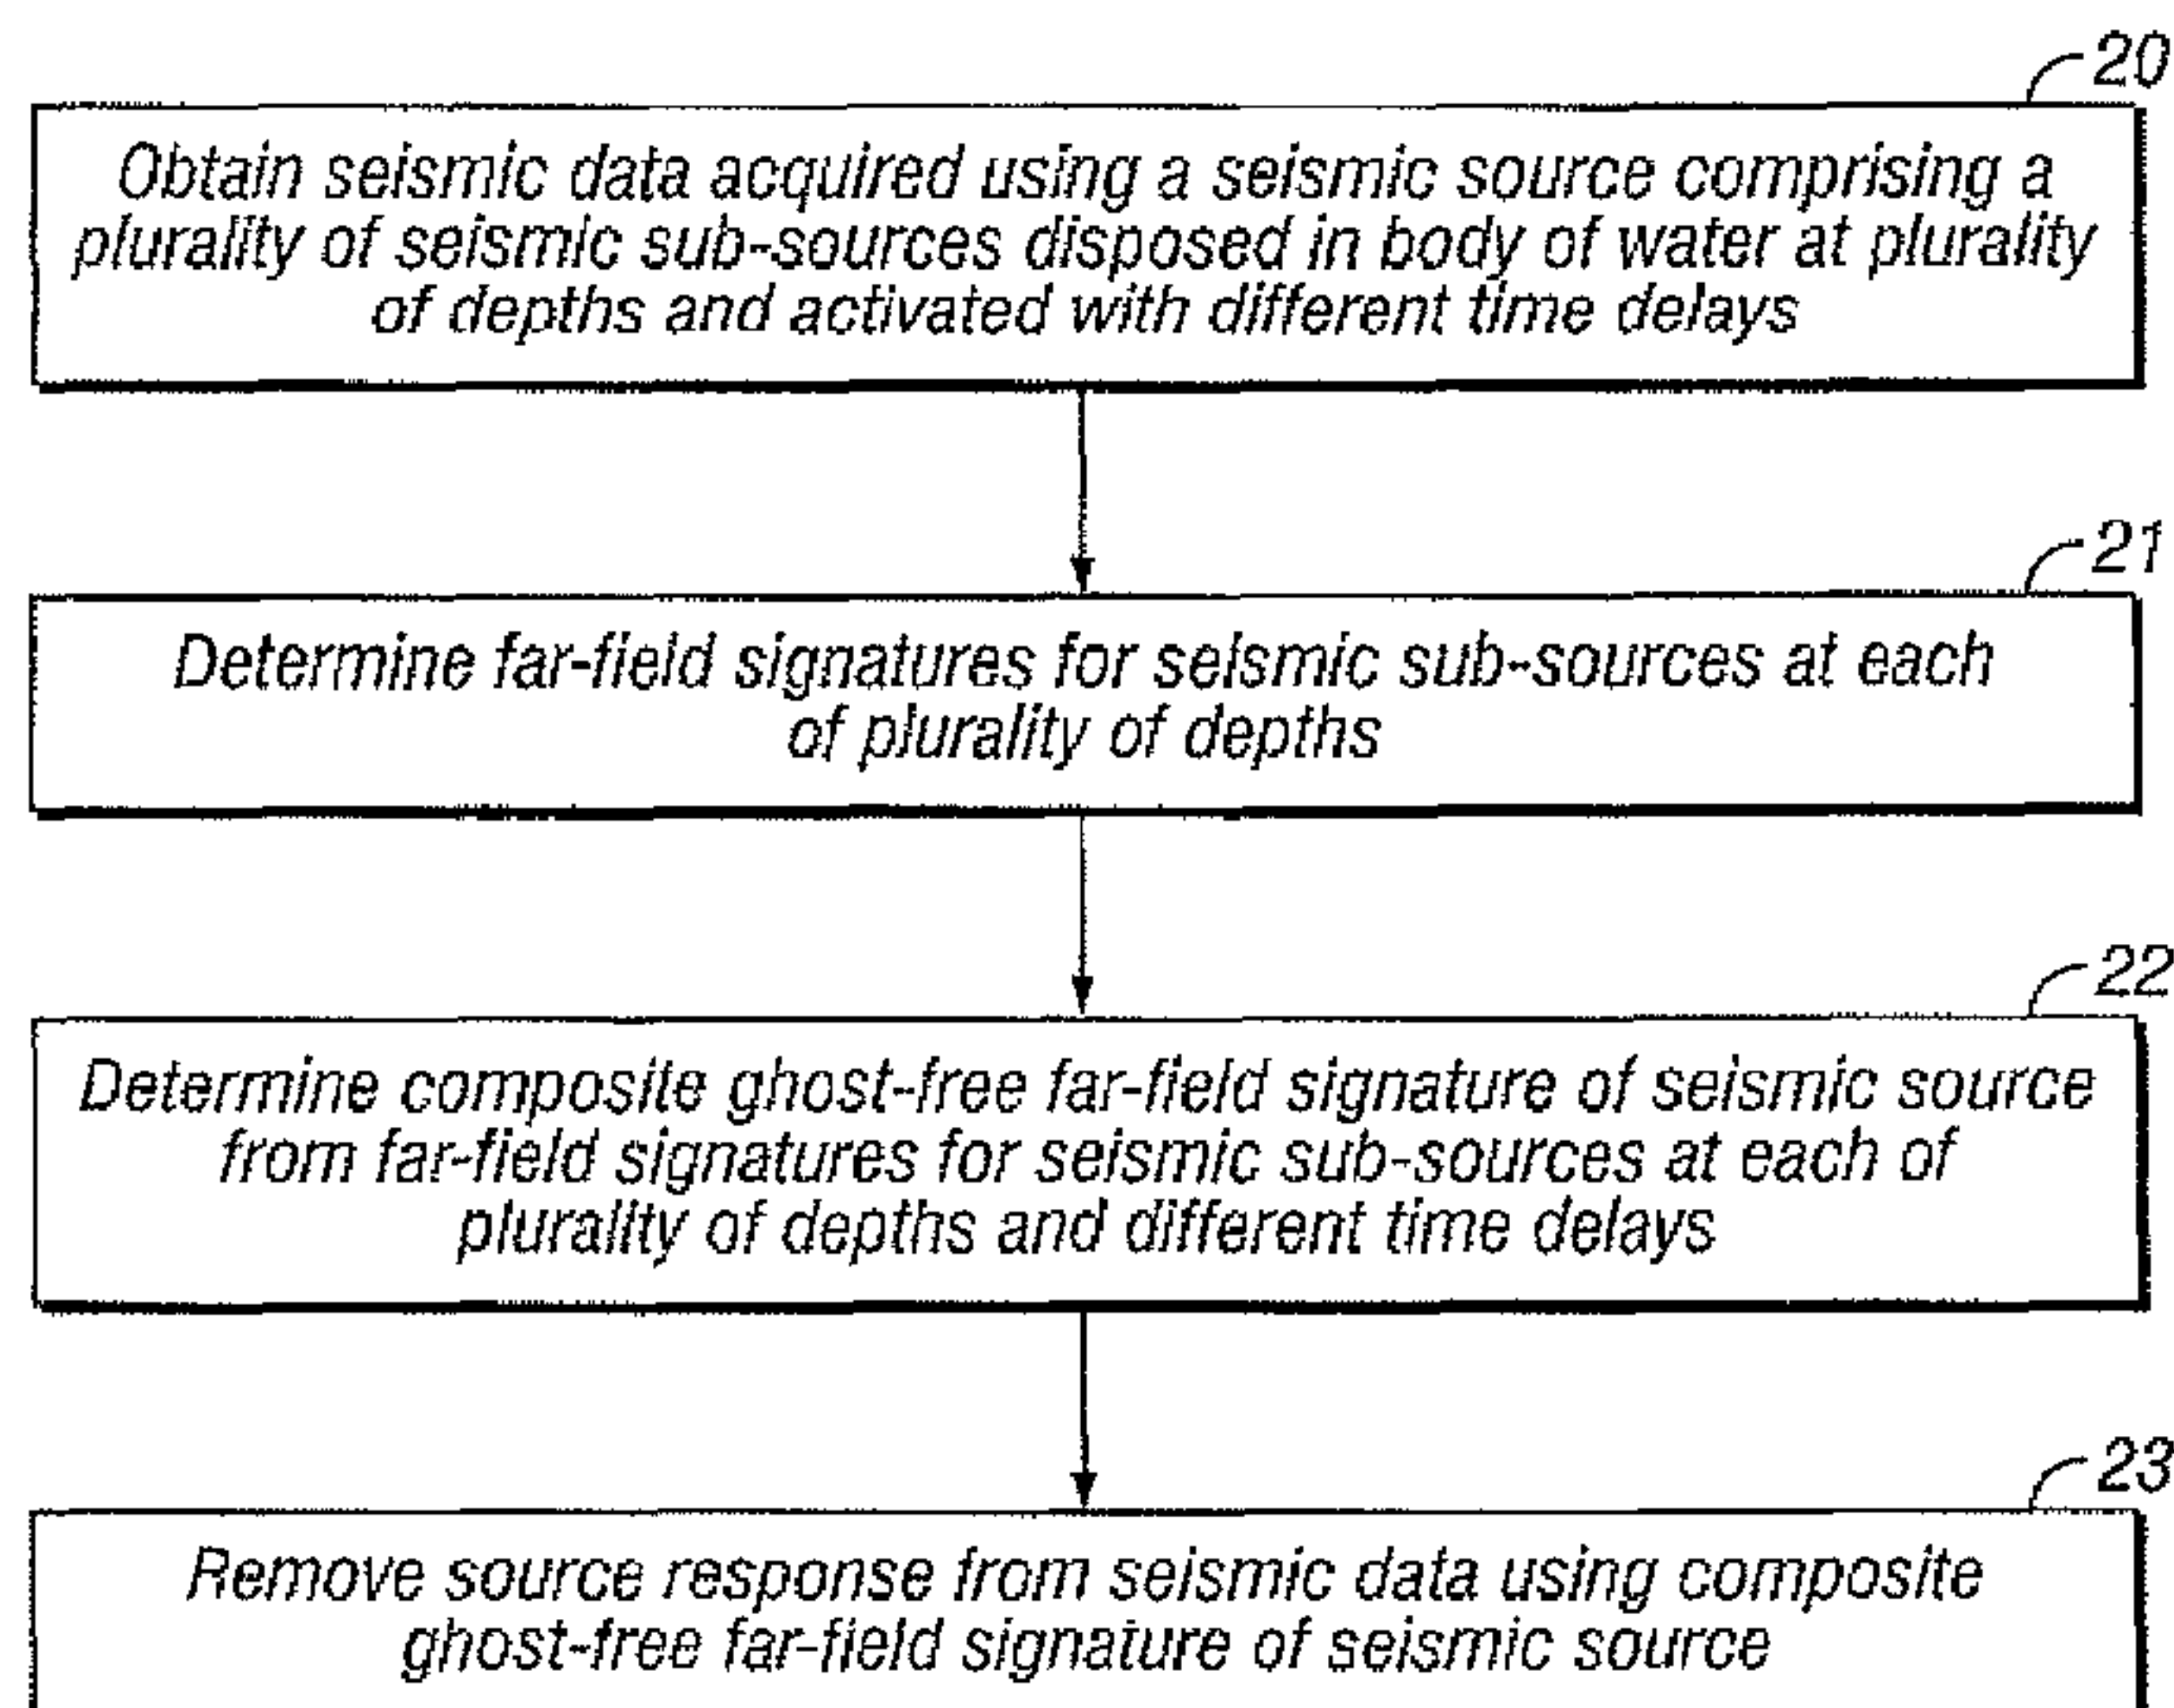 20
Obtain seismic data acquired using a seismic source comprising a
plurality of seismic sub-sources disposed in body of water at plurality
of depths and activated with different time delays
21
Determine far-field signatures for seismic sub-sources at each
of plurality of depths
22
Determine composite ghost-free far-field signature of seismic source
from far-field signatures for seismic sub-sources at each of
plurality of depths and different time delays
23
Remove source response from seismic data using composite
ghost-free far-field signature of seismic source